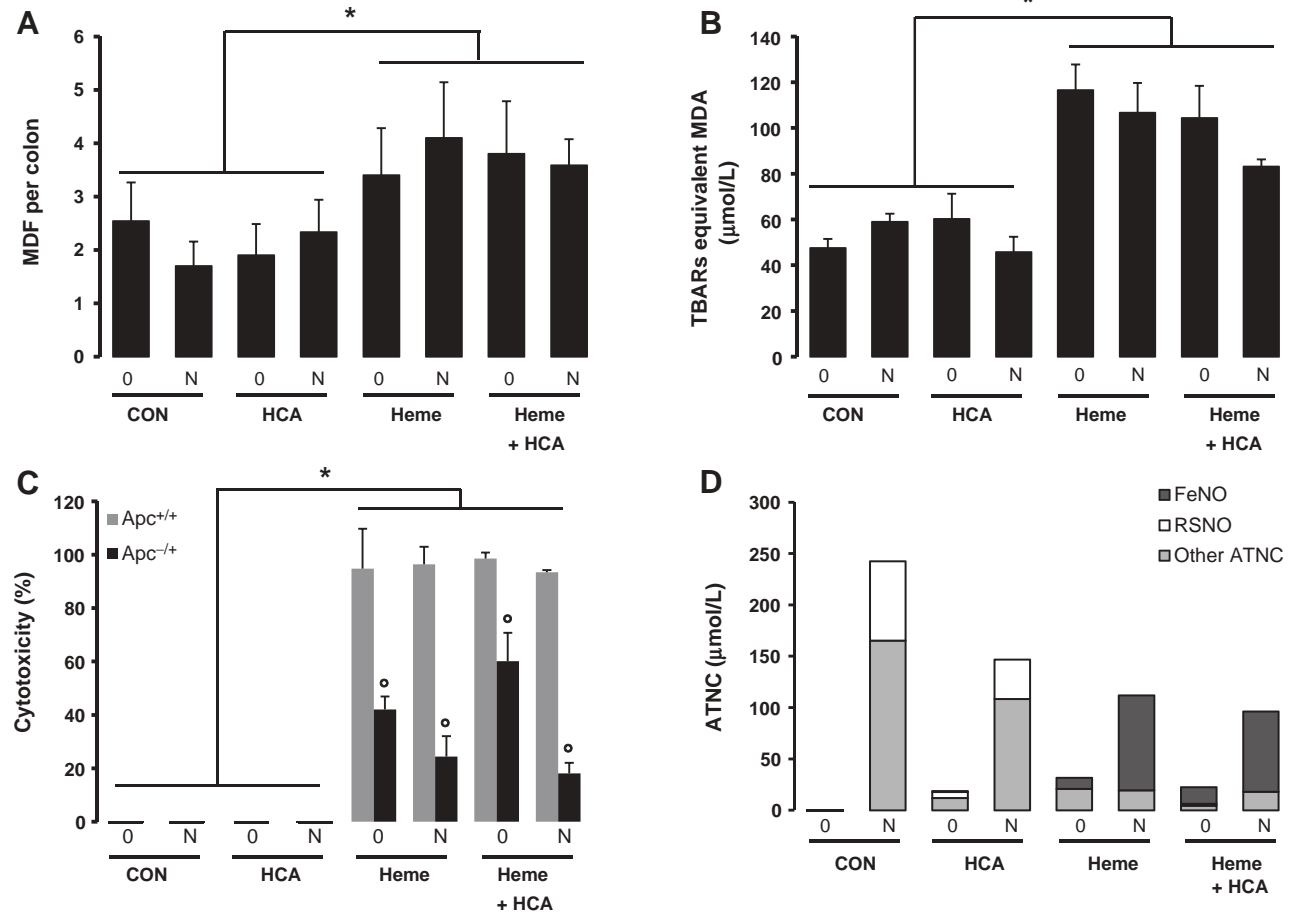 A
*
MDF per colon
6
5
4
3
2
1
0
0 N 0 N 0 N 0 N
CON HCA Heme Heme
+ HCA
B
*
TBARs equivalent MDA
(μmol/L)
140
120
100
80
60
40
20
0
0 N 0 N 0 N 0 N
CON HCA Heme Heme
+ HCA
C
*
Cytotoxicity (%)
120
100
80
60
40
20
0
Apc+/+
Apc–/+
0 N 0 N 0 N 0 N
CON HCA Heme Heme
+ HCA
D
ATNC (μmol/L)
300
250
200
150
100
50
0
FeNO
RSNO
Other ATNC
0 N 0 N 0 N 0 N
CON HCA Heme Heme
+ HCA